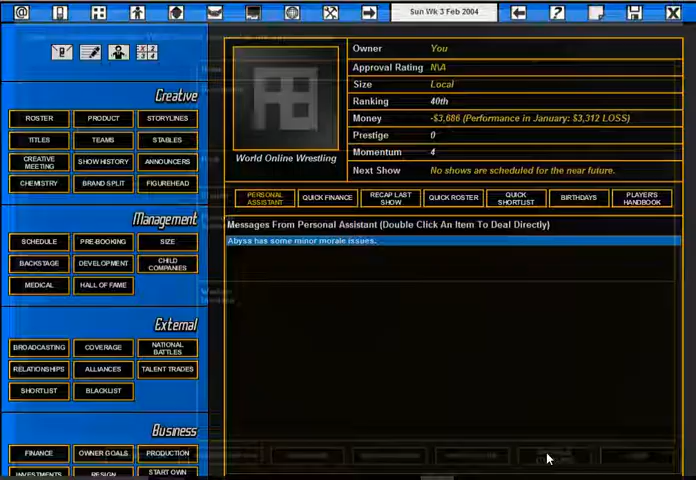 Sun Wk 3 Feb 2004
Owner You
Approval Rating N\A
Size Local
Ranking 40th
Money -$3,686 (Performance in January: $3,312 LOSS)
Prestige 0
Momentum 4
Next Show No shows are scheduled for the near future.
World Online Wrestling
Creative
ROSTER PRODUCT STORYLINES
TITLES TEAMS STABLES
CREATIVE MEETING SHOW HISTORY ANNOUNCERS
CHEMISTRY BRAND SPLIT FIGUREHEAD
Management
SCHEDULE PRE-BOOKING SIZE
BACKSTAGE DEVELOPMENT CHILD COMPANIES
MEDICAL HALL OF FAME
External
BROADCASTING COVERAGE NATIONAL BATTLES
RELATIONSHIPS ALLIANCES TALENT TRADES
SHORTLIST BLACKLIST
Business
FINANCE OWNER GOALS PRODUCTION
INVESTMENTS RESIGN START OWN
PERSONAL ASSISTANT QUICK FINANCE RECAP LAST SHOW QUICK ROSTER QUICK SHORTLIST BIRTHDAYS PLAYER'S HANDBOOK
Messages From Personal Assistant (Double Click An Item To Deal Directly)
Abyss has some minor morale issues.